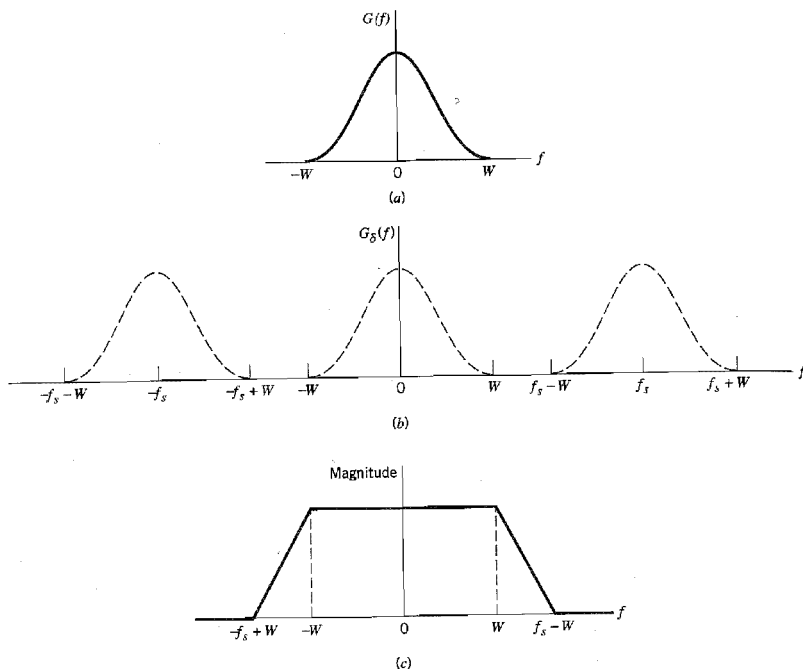 G(f)
f
-W
0
W
(a)
G_δ(f)
f
-f_s - W
-f_s
-f_s + W
-W
0
W
f_s - W
f_s
f_s + W
(b)
Magnitude
f
-f_s + W
-W
0
W
f_s - W
(c)